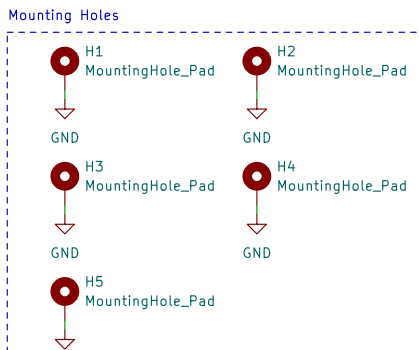 Mounting Holes
H1
MountingHole_Pad
GND
H2
MountingHole_Pad
GND
H3
MountingHole_Pad
GND
H4
MountingHole_Pad
GND
H5
MountingHole_Pad